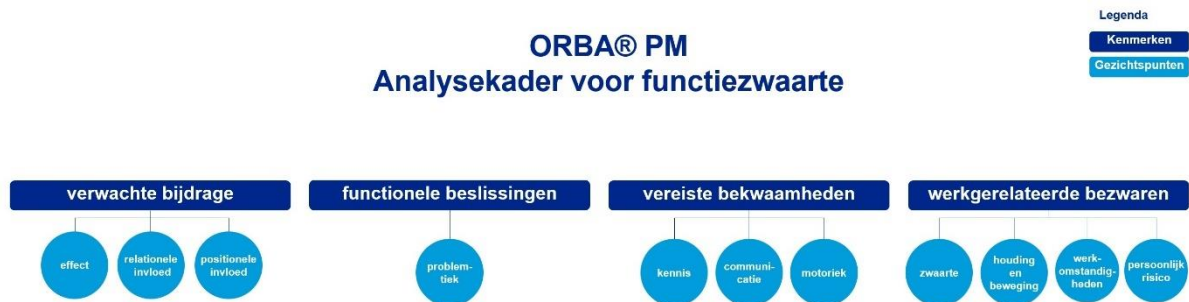 Legenda
Kenmerken
Gezichtspunten
ORBA® PM
Analysekader voor functiezwaarte
verwachte bijdrage
effect
relationele
invloed
positionele
invloed
functionele beslissingen
problem-
tiek
vereiste bekwaamheden
kennis
communi-
catie
motoriek
werkgerelateerde bezwaren
zwaarte
houding
en
beweging
werk-
omstandig-
heden
persoonlijk
risico